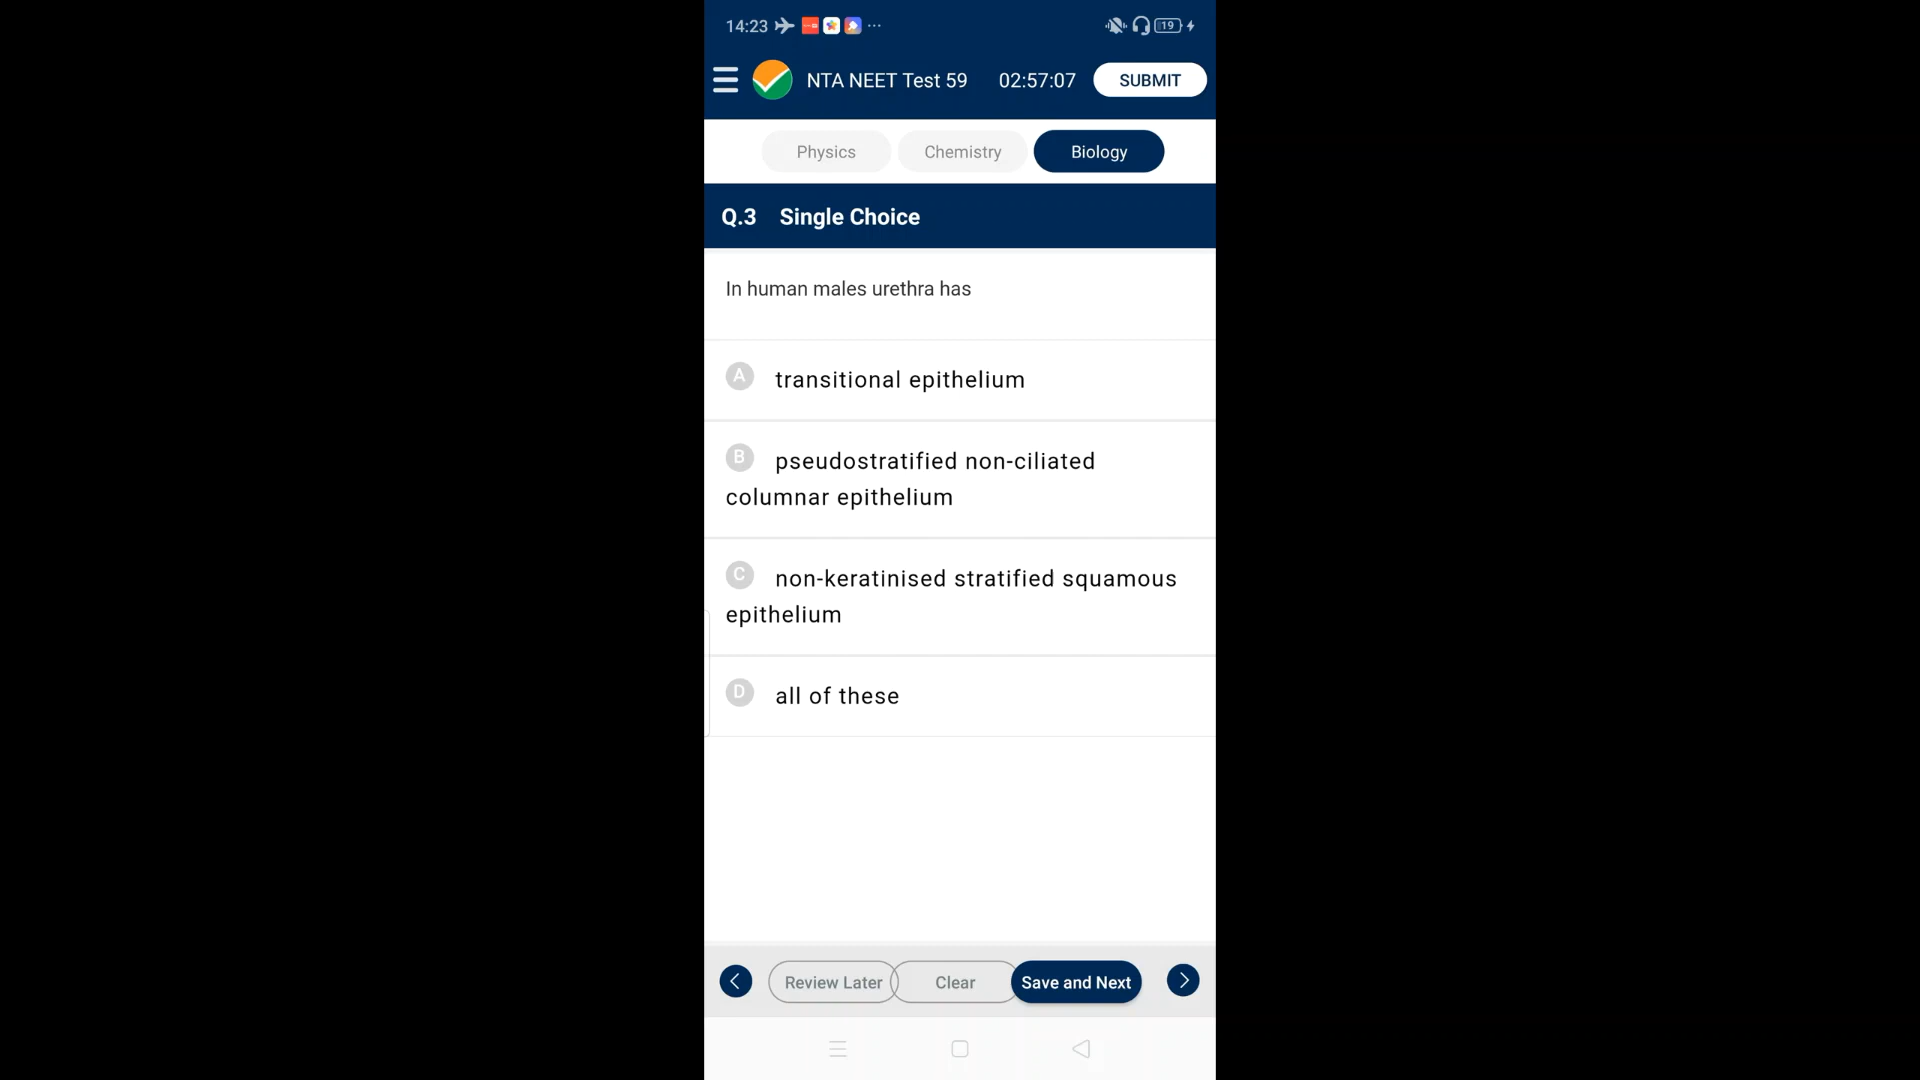 14:23 19
NTA NEET Test 59 02:57:07 SUBMIT
Physics Chemistry Biology
Q.3 Single Choice
In human males urethra has
A transitional epithelium
B pseudostratified non-ciliated
columnar epithelium
C non-keratinised stratified squamous
epithelium
D all of these
Review Later Clear Save and Next